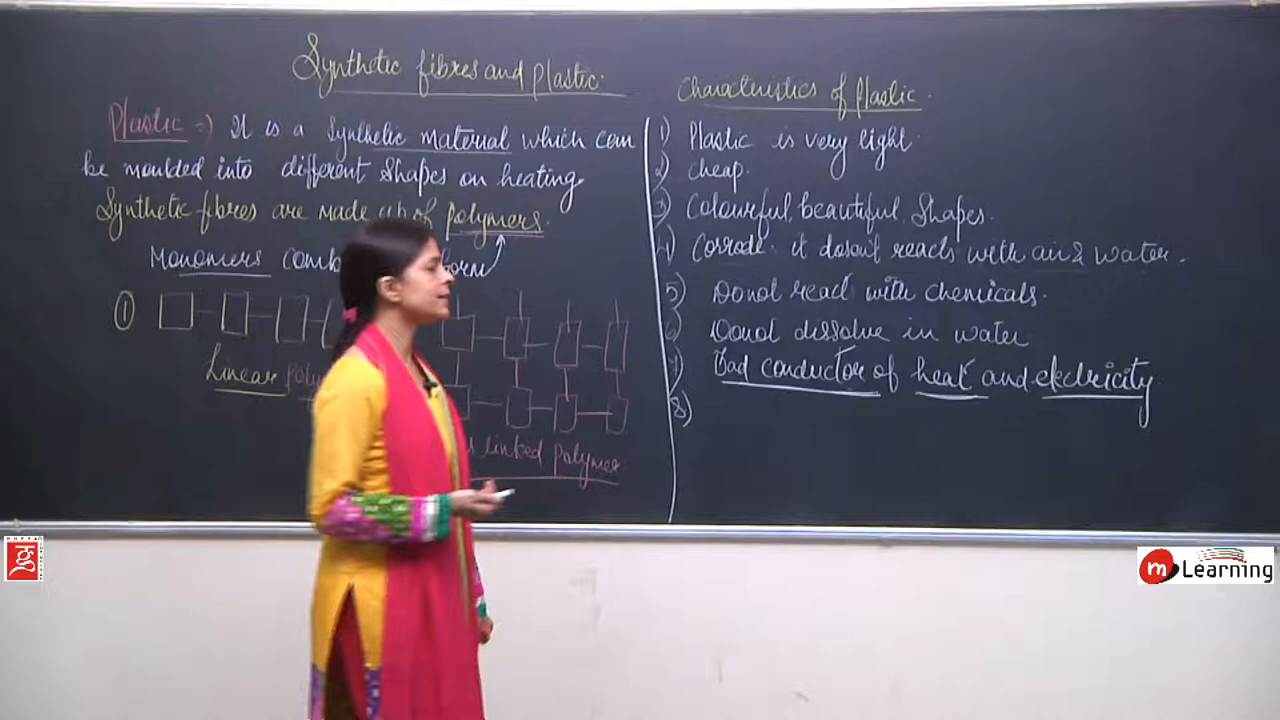 Synthetic fibres and Plastic.
Plastic => It is a Synthetic material which can
be moulded into different Shapes on heating.
Synthetic fibres are made up of polymers.
Monomers comb
form
①
Linear
linked polymer
Characteristics of Plastic.
1) Plastic is very light.
2) Cheap.
3) Colourful, beautiful, Shapes.
4) Corrode. it doesn't reacts with air & water.
5) Donot react with chemicals.
6) Donot dissolve in water
7) Bad conductor of heat and electricity.
8)
m Learning